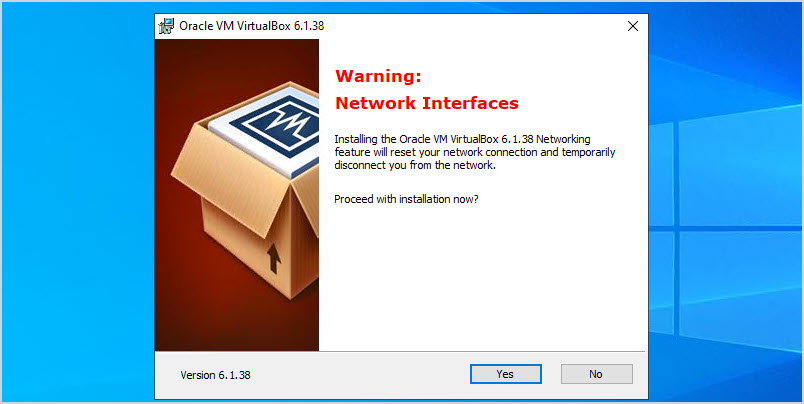 Oracle VM VirtualBox 6.1.38
Warning:
Network Interfaces
Installing the Oracle VM VirtualBox 6.1.38 Networking
feature will reset your network connection and temporarily
disconnect you from the network.
Proceed with installation now?
Version 6.1.38
Yes
No